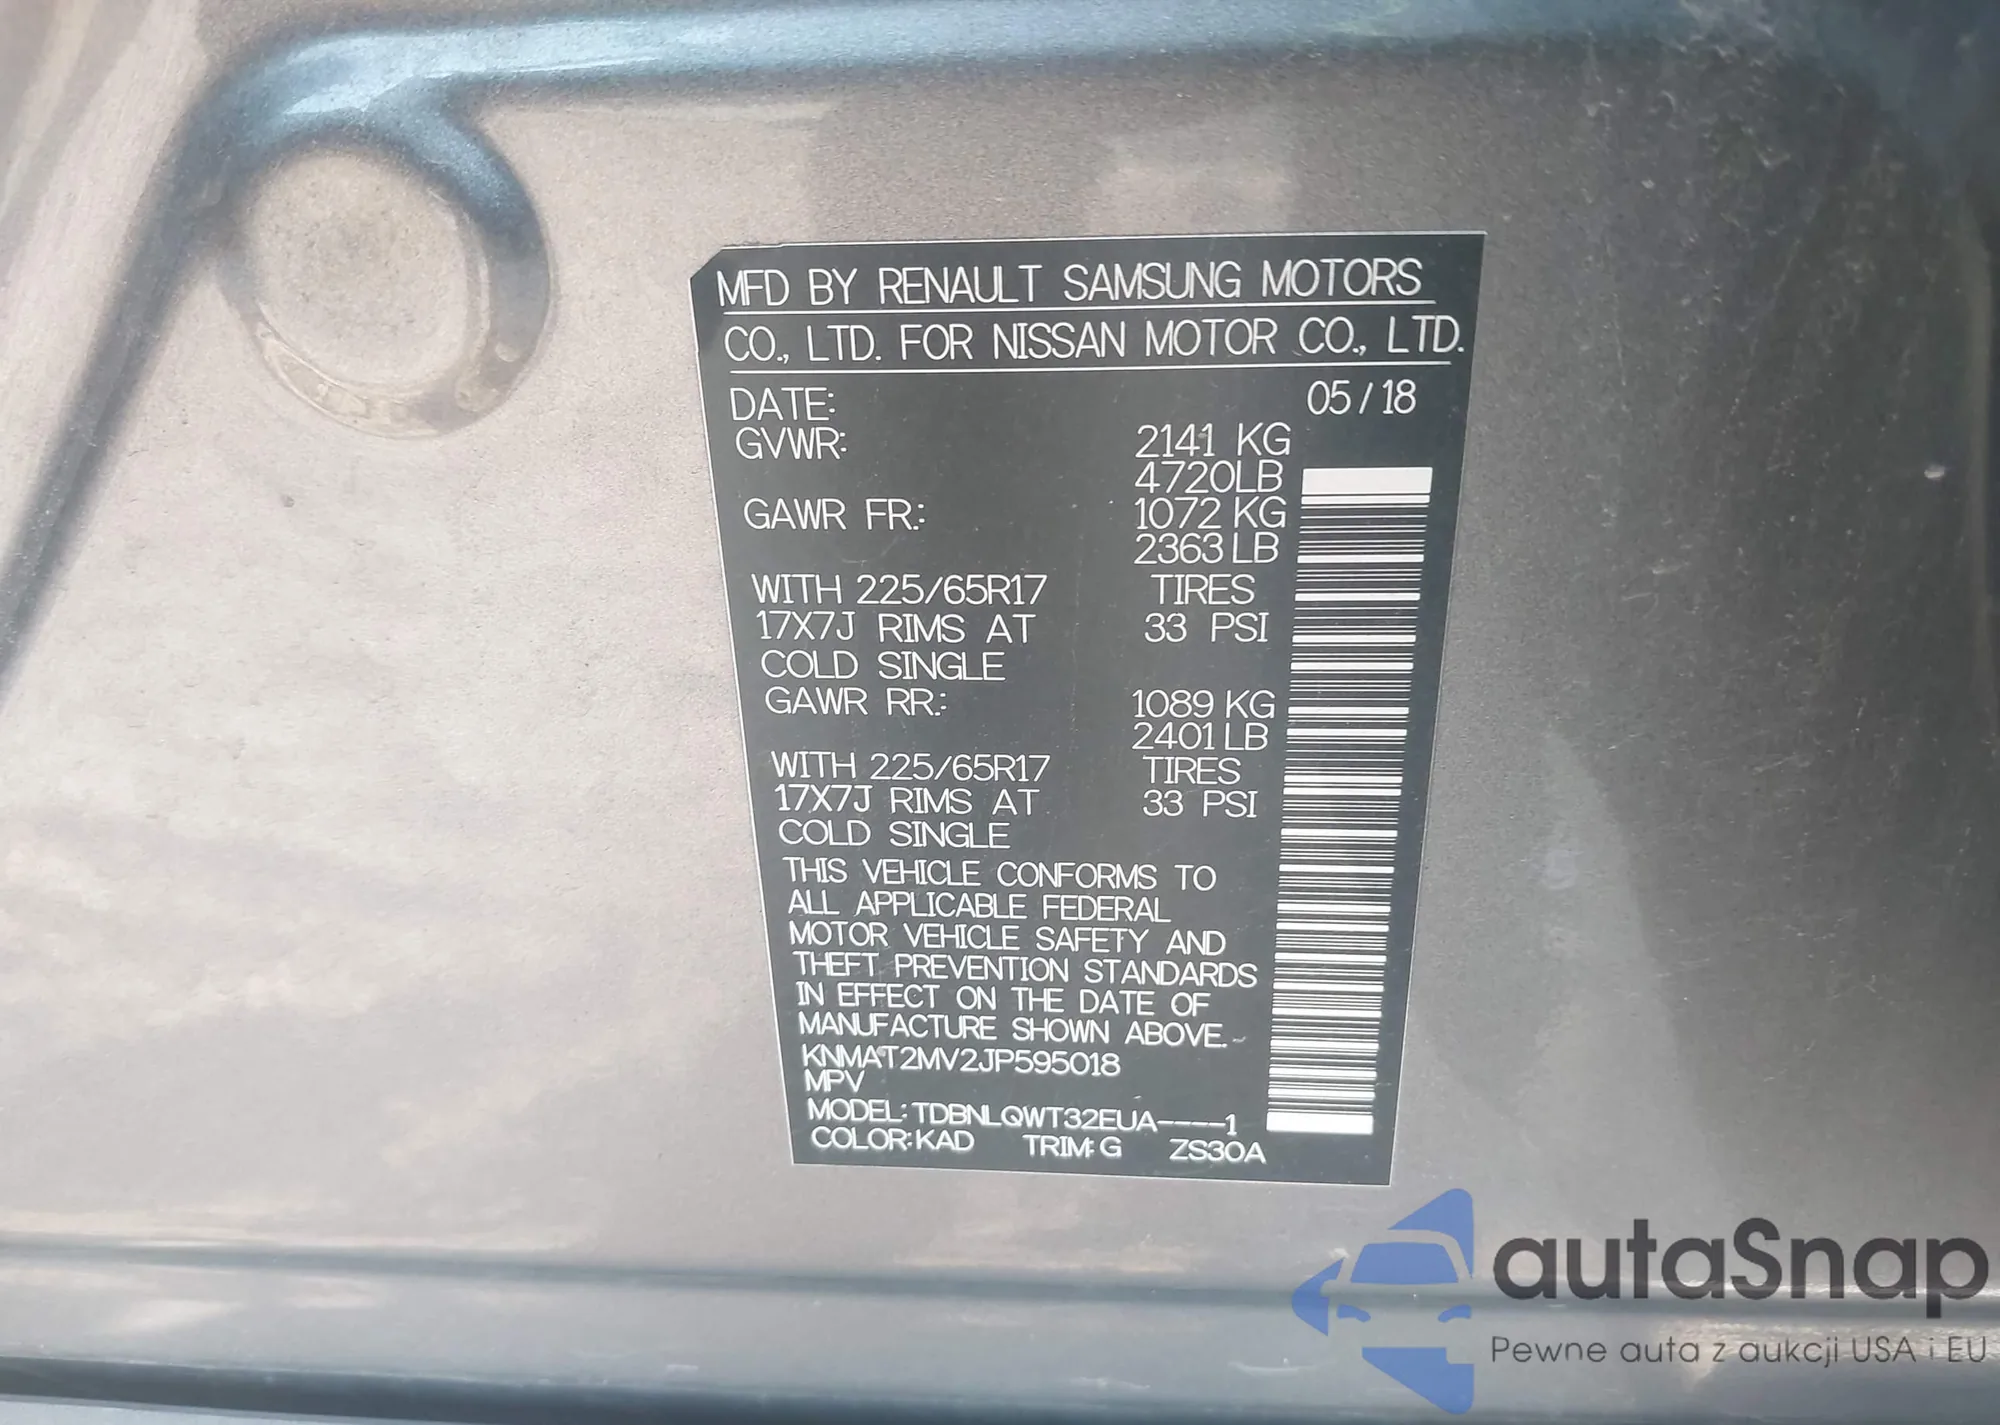 MFD BY RENAULT SAMSUNG MOTORS
CO., LTD. FOR NISSAN MOTOR CO., LTD.
DATE: 05/18
GVWR: 2141 KG
4720LB
GAWR FR.: 1072 KG
2363 LB
WITH 225/65R17 TIRES
17X7J RIMS AT 33 PSI
COLD SINGLE
GAWR RR.: 1089 KG
2401 LB
WITH 225/65R17 TIRES
17X7J RIMS AT 33 PSI
COLD SINGLE
THIS VEHICLE CONFORMS TO
ALL APPLICABLE FEDERAL
MOTOR VEHICLE SAFETY AND
THEFT PREVENTION STANDARDS
IN EFFECT ON THE DATE OF
MANUFACTURE SHOWN ABOVE.
KNMAT2MV2JP595018
MPV
MODEL: TDBNLQWT32EUA----1
COLOR: KAD TRIM: G ZS30A
autaSnap
Pewne auta z aukcji USA i EU